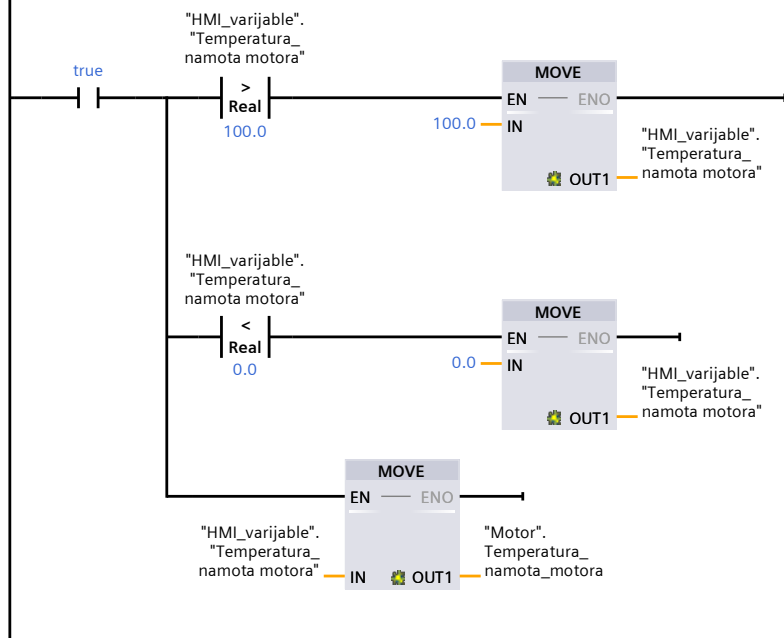 "HMI_varijable".
"Temperatura_
namota motora"
true
>
Real
100.0
MOVE
EN
ENO
100.0
IN
OUT1
"HMI_varijable".
"Temperatura_
namota motora"
"HMI_varijable".
"Temperatura_
namota motora"
<
Real
0.0
MOVE
EN
ENO
0.0
IN
OUT1
"HMI_varijable".
"Temperatura_
namota motora"
MOVE
EN
ENO
"HMI_varijable".
"Temperatura_
namota motora"
IN
OUT1
"Motor".
Temperatura_
namota_motora